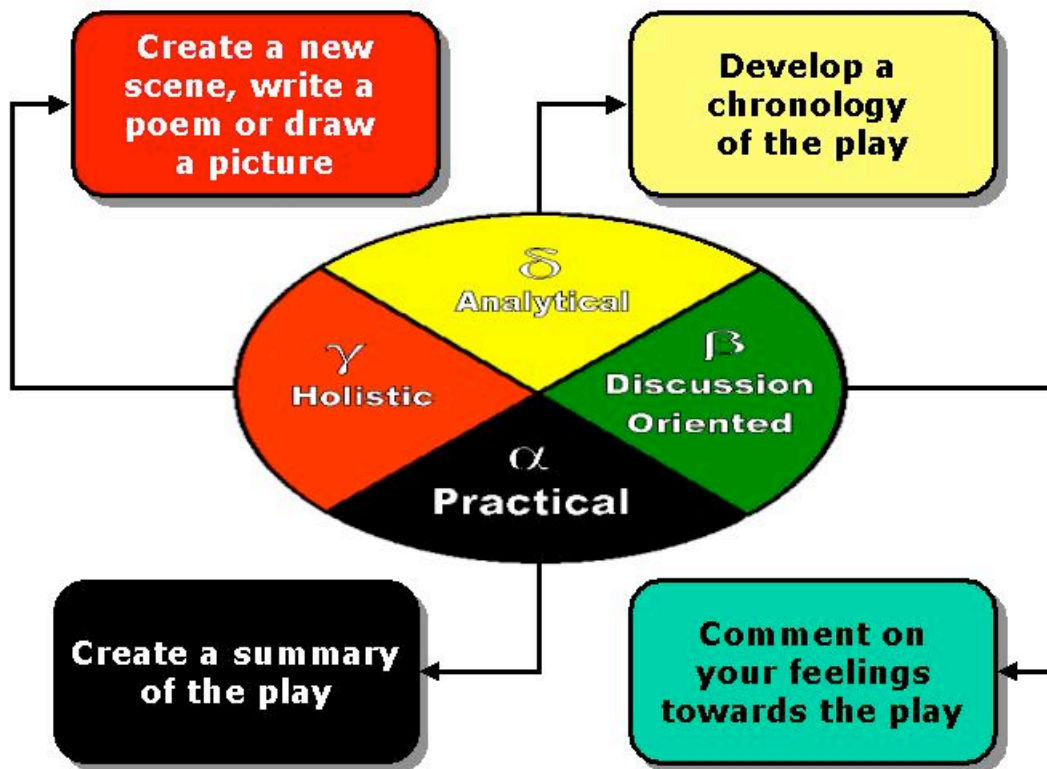 Create a new
scene, write a
poem or draw
a picture
Develop a
chronology
of the play
δ
Analytical
γ
Holistic
β
Discussion
Oriented
α
Practical
Create a summary
of the play
Comment on
your feelings
towards the play